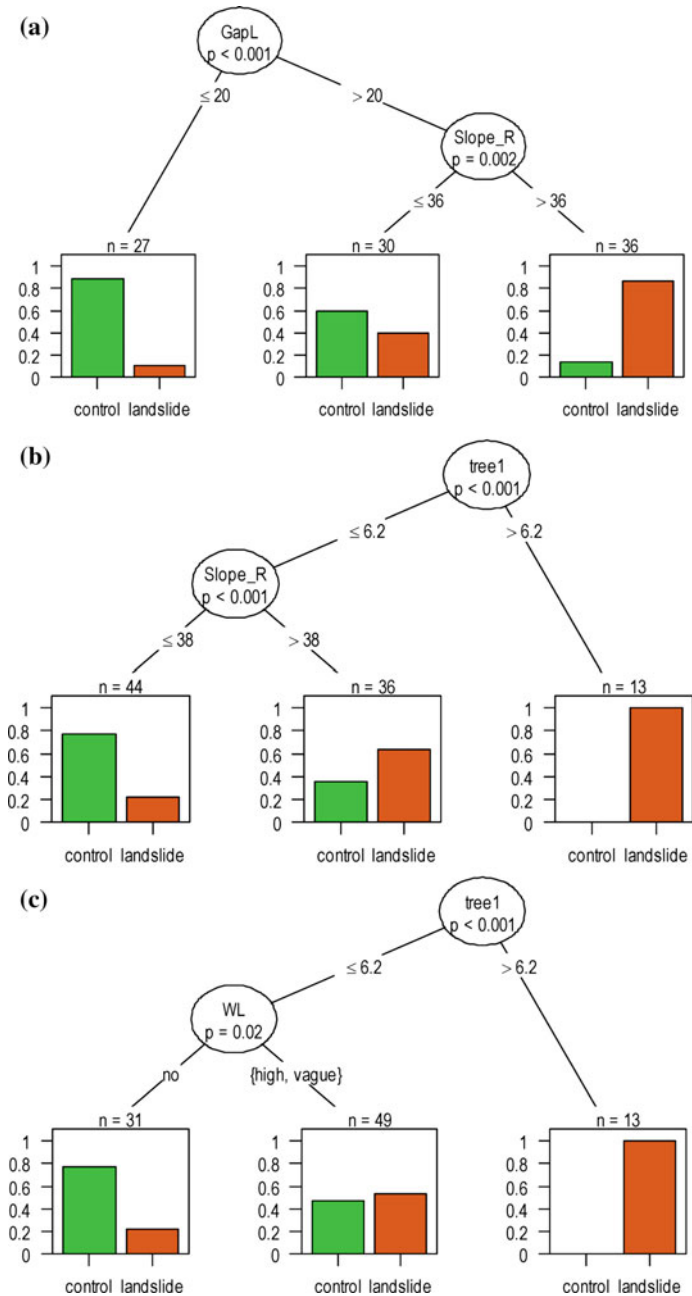 (a)
GapL
p < 0.001
≤ 20
> 20
Slope_R
p = 0.002
≤ 36
> 36
n = 27
n = 30
n = 36
1
0.8
0.6
0.4
0.2
0
control landslide
1
0.8
0.6
0.4
0.2
0
control landslide
1
0.8
0.6
0.4
0.2
0
control landslide
(b)
tree1
p < 0.001
≤ 6.2
> 6.2
Slope_R
p < 0.001
≤ 38
> 38
n = 44
n = 36
n = 13
1
0.8
0.6
0.4
0.2
0
control landslide
1
0.8
0.6
0.4
0.2
0
control landslide
1
0.8
0.6
0.4
0.2
0
control landslide
(c)
tree1
p < 0.001
≤ 6.2
> 6.2
WL
p = 0.02
no
{high, vague}
n = 31
n = 49
n = 13
1
0.8
0.6
0.4
0.2
0
control landslide
1
0.8
0.6
0.4
0.2
0
control landslide
1
0.8
0.6
0.4
0.2
0
control landslide